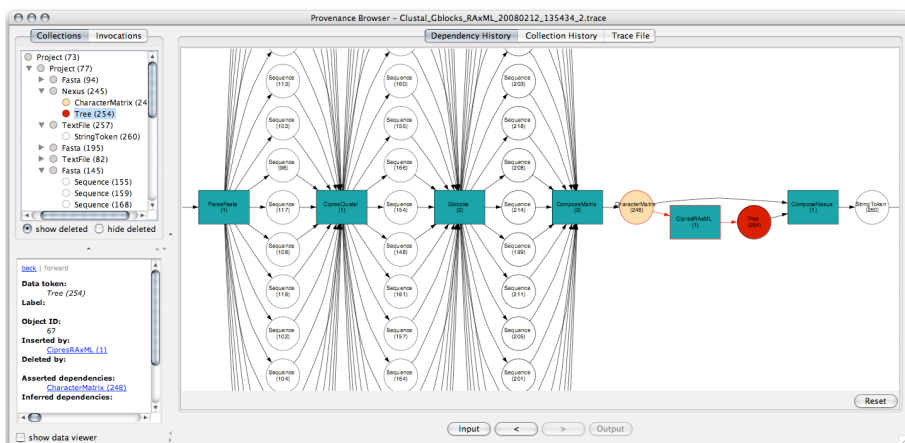 Provenance Browser – Clustal_Gblocks_RAxML_20080212_135434_2.trace
Collections
Invocations
Project (73)
Project (77)
Fasta (94)
Nexus (245)
CharacterMatrix (24
Tree (254)
TextFile (257)
StringToken (260)
Fasta (195)
TextFile (82)
Fasta (145)
Sequence (155)
Sequence (159)
Sequence (168)
show deleted
hide deleted
back | forward
Data token:
Tree (254)
Label:
Object ID:
67
Inserted by:
CipresRAxML (1)
Deleted by:
Asserted dependencies:
CharacterMatrix (248)
Inferred dependencies:
show data viewer
Dependency History
Collection History
Trace File
ParseFasta
(1)
Sequence
(113)
Sequence
(103)
Sequence
(98)
Sequence
(117)
Sequence
(108)
Sequence
(118)
Sequence
(102)
Sequence
(104)
CipresClustal
(1)
Sequence
(160)
Sequence
(155)
Sequence
(166)
Sequence
(154)
Sequence
(148)
Sequence
(161)
Sequence
(157)
Sequence
(164)
Gblocks
(2)
Sequence
(203)
Sequence
(218)
Sequence
(208)
Sequence
(214)
Sequence
(199)
Sequence
(211)
Sequence
(205)
Sequence
(201)
ComposeMatrix
(3)
CharacterMatrix
(248)
CipresRAxML
(1)
Tree
(254)
ComposeNexus
(1)
StringToken
(260)
Reset
Input
<
>
Output